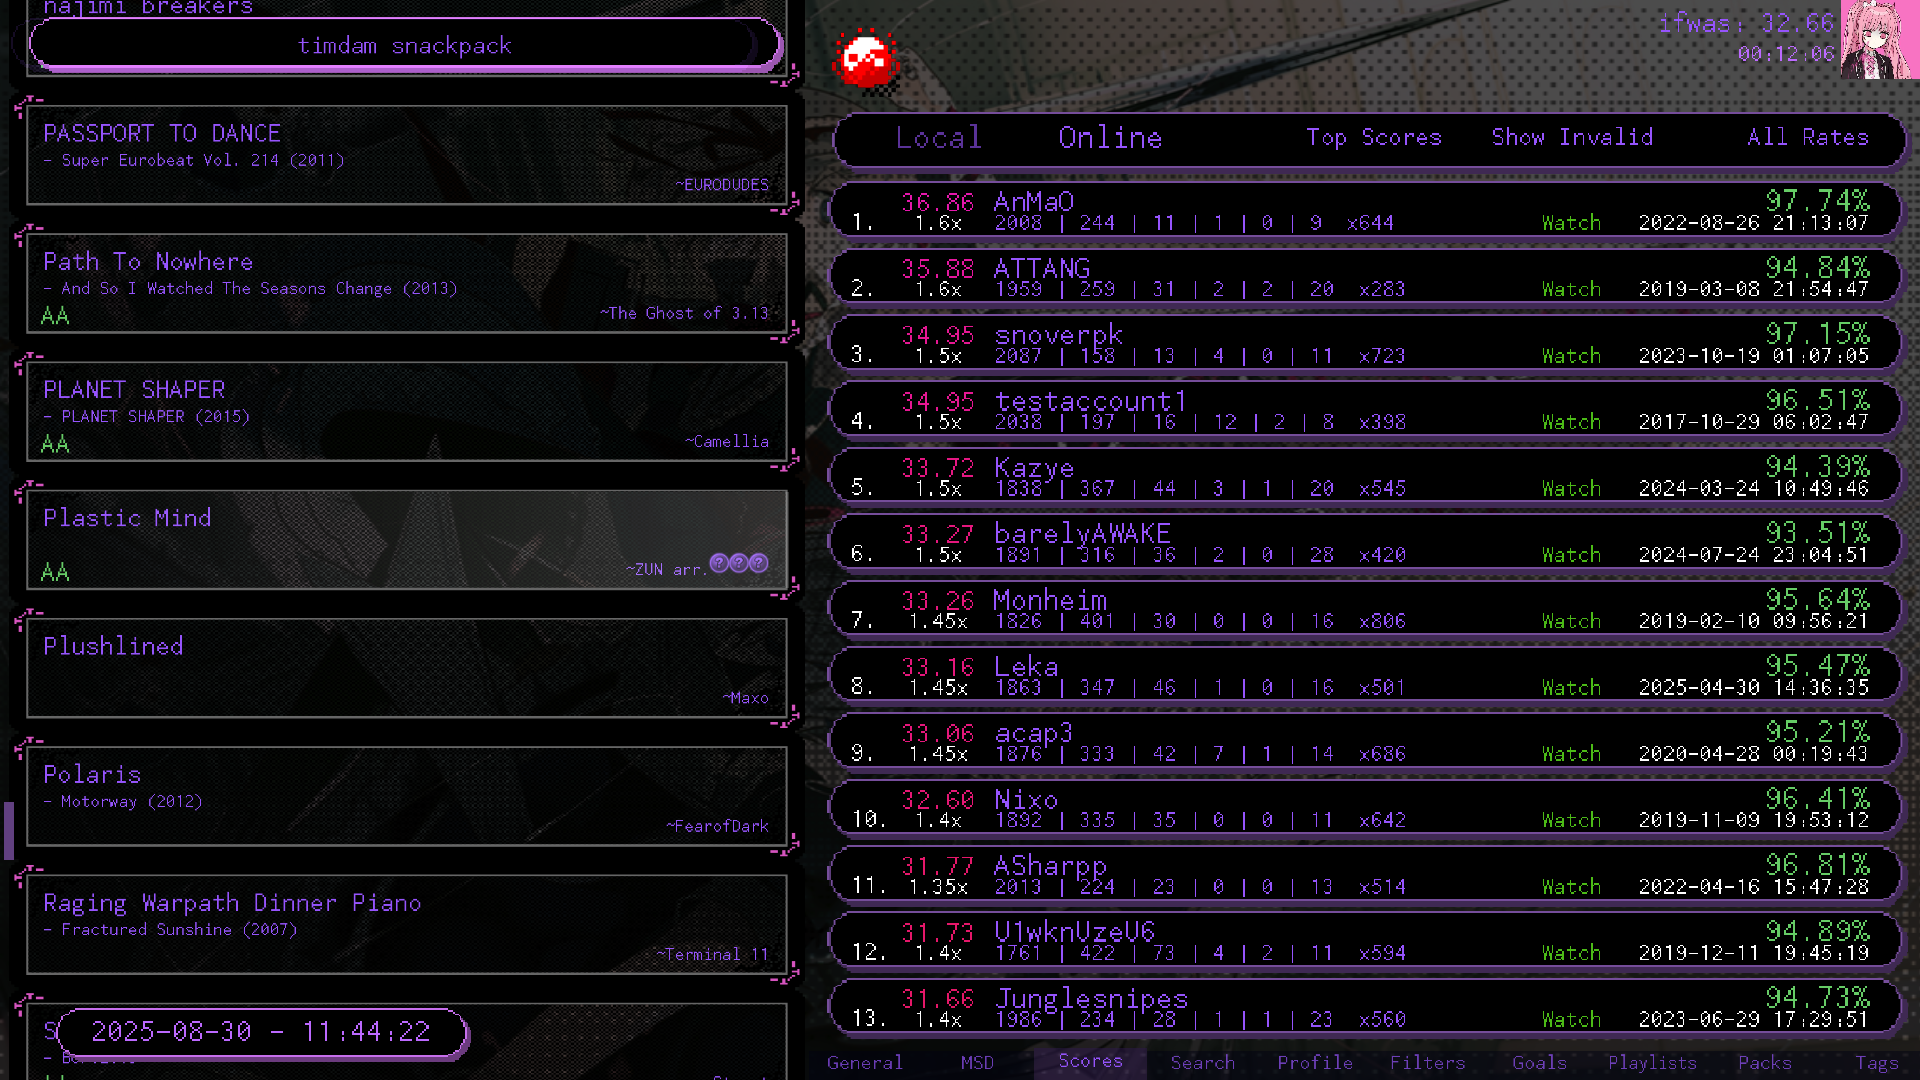 najimi breakers
timdam snackpack
PASSPORT TO DANCE
- Super Eurobeat Vol. 214 (2011)
~EURODUDES
Path To Nowhere
- And So I Watched The Seasons Change (2013)
AA
~The Ghost of 3.13
PLANET SHAPER
- PLANET SHAPER (2015)
AA
~Camellia
Plastic Mind
AA
~ZUN arr.???
Plushlined
~Maxo
Polaris
- Motorway (2012)
~FearofDark
Raging Warpath Dinner Piano
- Fractured Sunshine (2007)
~Terminal 11
2025-08-30 - 11:44:22
ifwas: 32.66
00:12:06
Local Online Top Scores Show Invalid All Rates
1. 36.86 AnMaO 97.74%
1.6x 2008 | 244 | 11 | 1 | 0 | 9 x644 Watch 2022-08-26 21:13:07
2. 35.88 ATTANG 94.84%
1.6x 1959 | 259 | 31 | 2 | 2 | 20 x283 Watch 2019-03-08 21:54:47
3. 34.95 snoverpk 97.15%
1.5x 2087 | 158 | 13 | 4 | 0 | 11 x723 Watch 2023-10-19 01:07:05
4. 34.95 testaccount1 96.51%
1.5x 2038 | 197 | 16 | 12 | 2 | 8 x398 Watch 2017-10-29 06:02:47
5. 33.72 Kazye 94.39%
1.5x 1838 | 367 | 44 | 3 | 1 | 20 x545 Watch 2024-03-24 10:49:46
6. 33.27 barelyAWAKE 93.51%
1.5x 1891 | 316 | 36 | 2 | 0 | 28 x420 Watch 2024-07-24 23:04:51
7. 33.26 Monheim 95.64%
1.45x 1826 | 401 | 30 | 0 | 0 | 16 x806 Watch 2019-02-10 09:56:21
8. 33.16 Leka 95.47%
1.45x 1863 | 347 | 46 | 1 | 0 | 16 x501 Watch 2025-04-30 14:36:35
9. 33.06 acap3 95.21%
1.45x 1876 | 333 | 42 | 7 | 1 | 14 x686 Watch 2020-04-28 00:19:43
10. 32.60 Nixo 96.41%
1.4x 1892 | 335 | 35 | 0 | 0 | 11 x642 Watch 2019-11-09 19:53:12
11. 31.77 ASharpp 96.81%
1.35x 2013 | 224 | 23 | 0 | 0 | 13 x514 Watch 2022-04-16 15:47:28
12. 31.73 U1wknUzeU6 94.89%
1.4x 1761 | 422 | 73 | 4 | 2 | 11 x594 Watch 2019-12-11 19:45:19
13. 31.66 Junglesnipes 94.73%
1.4x 1986 | 234 | 28 | 1 | 1 | 23 x560 Watch 2023-06-29 17:29:51
General MSD Scores Search Profile Filters Goals Playlists Packs Tags